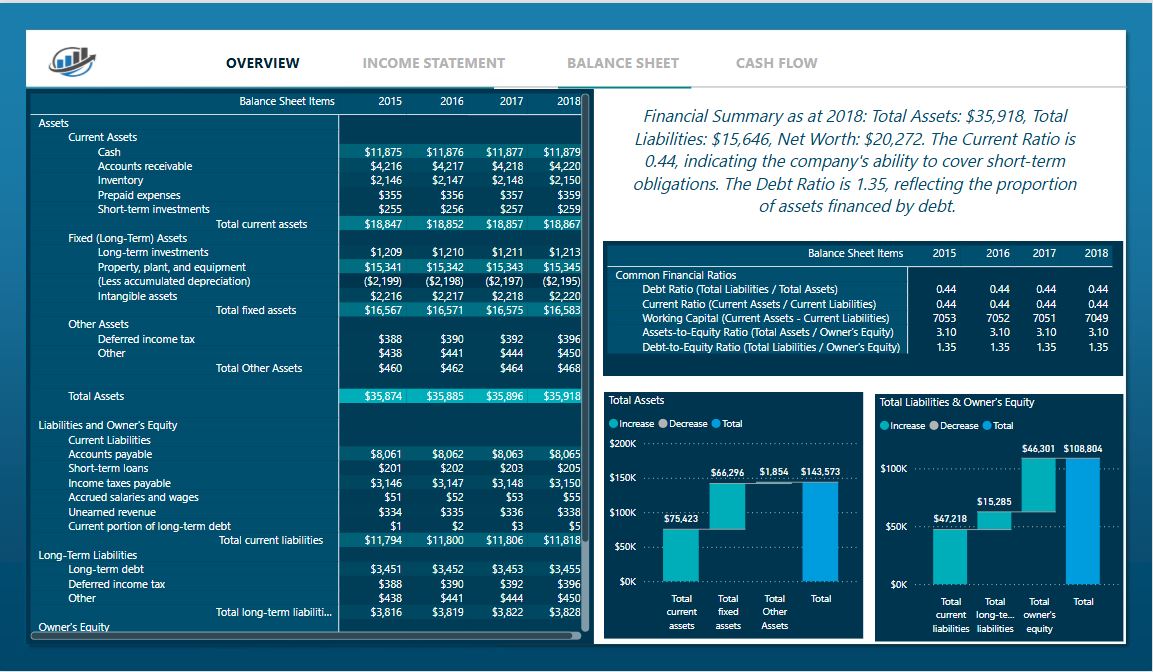 OVERVIEW INCOME STATEMENT BALANCE SHEET CASH FLOW
Balance Sheet Items 2015 2016 2017 2018
Assets
Current Assets
Cash $11,875 $11,876 $11,877 $11,879
Accounts receivable $4,216 $4,217 $4,218 $4,220
Inventory $2,146 $2,147 $2,148 $2,150
Prepaid expenses $355 $356 $357 $359
Short-term investments $255 $256 $257 $259
Total current assets $18,847 $18,852 $18,857 $18,867
Fixed (Long-Term) Assets
Long-term investments $1,209 $1,210 $1,211 $1,213
Property, plant, and equipment $15,341 $15,342 $15,343 $15,345
(Less accumulated depreciation) ($2,199) ($2,198) ($2,197) ($2,195)
Intangible assets $2,216 $2,217 $2,218 $2,220
Total fixed assets $16,567 $16,571 $16,575 $16,583
Other Assets
Deferred income tax $388 $390 $392 $396
Other $438 $441 $444 $450
Total Other Assets $460 $462 $464 $468
Total Assets $35,874 $35,885 $35,896 $35,918
Liabilities and Owner's Equity
Current Liabilities
Accounts payable $8,061 $8,062 $8,063 $8,065
Short-term loans $201 $202 $203 $205
Income taxes payable $3,146 $3,147 $3,148 $3,150
Accrued salaries and wages $51 $52 $53 $55
Unearned revenue $334 $335 $336 $338
Current portion of long-term debt $1 $2 $3 $5
Total current liabilities $11,794 $11,800 $11,806 $11,818
Long-Term Liabilities
Long-term debt $3,451 $3,452 $3,453 $3,455
Deferred income tax $388 $390 $392 $396
Other $438 $441 $444 $450
Total long-term liabiliti... $3,816 $3,819 $3,822 $3,828
Owner's Equity
Financial Summary as at 2018: Total Assets: $35,918, Total
Liabilities: $15,646, Net Worth: $20,272. The Current Ratio is
0.44, indicating the company's ability to cover short-term
obligations. The Debt Ratio is 1.35, reflecting the proportion
of assets financed by debt.
Balance Sheet Items 2015 2016 2017 2018
Common Financial Ratios
Debt Ratio (Total Liabilities / Total Assets) 0.44 0.44 0.44 0.44
Current Ratio (Current Assets / Current Liabilities) 0.44 0.44 0.44 0.44
Working Capital (Current Assets - Current Liabilities) 7053 7052 7051 7049
Assets-to-Equity Ratio (Total Assets / Owner's Equity) 3.10 3.10 3.10 3.10
Debt-to-Equity Ratio (Total Liabilities / Owner's Equity) 1.35 1.35 1.35 1.35
Total Assets
Increase Decrease Total
$200K
$150K
$100K
$50K
$0K
$75,423 $66,296 $1,854 $143,573
Total Total Total Total
current fixed Other
assets assets Assets
Total Liabilities & Owner's Equity
Increase Decrease Total
$100K
$50K
$0K
$47,218 $15,285 $46,301 $108,804
Total Total Total Total
current long-te... owner's
liabilities liabilities equity